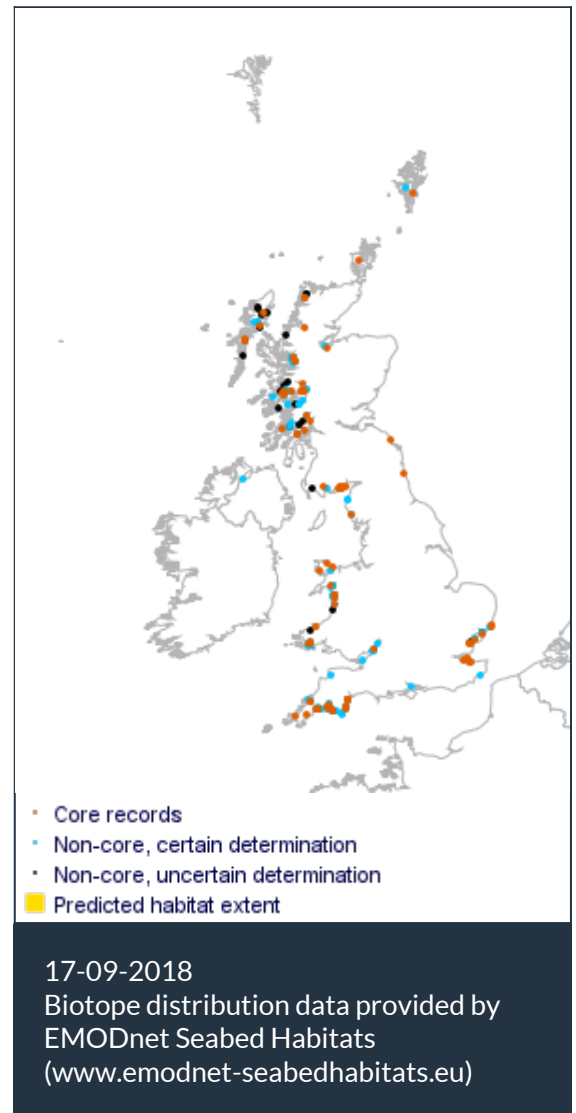 Core records
Non-core, certain determination
Non-core, uncertain determination
Predicted habitat extent
17-09-2018
Biotope distribution data provided by
EMODnet Seabed Habitats
(www.emodnet-seabedhabitats.eu)